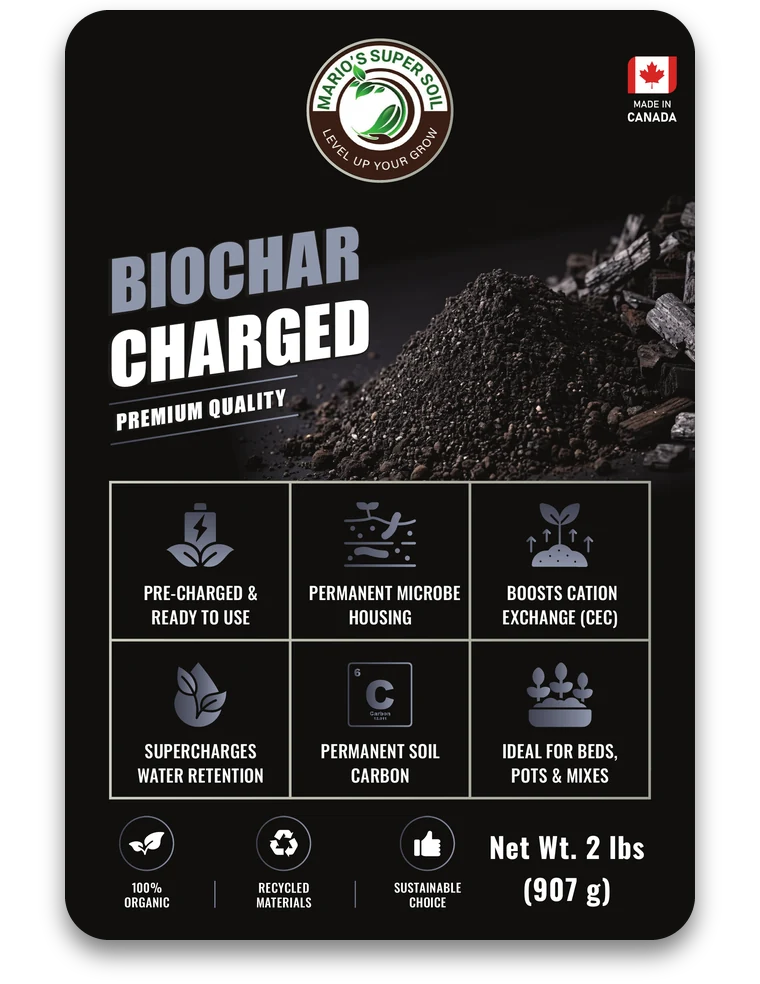 MARIO'S SUPER SOIL
LEVEL UP YOUR GROW
MADE IN
CANADA
BIOCHAR
CHARGED
PREMIUM QUALITY
PRE-CHARGED &
READY TO USE
PERMANENT MICROBE
HOUSING
BOOSTS CATION
EXCHANGE (CEC)
SUPERCHARGES
WATER RETENTION
6
C
Carbon
PERMANENT SOIL
CARBON
IDEAL FOR BEDS,
POTS & MIXES
100%
ORGANIC
RECYCLED
MATERIALS
SUSTAINABLE
CHOICE
Net Wt. 2 lbs
(907 g)